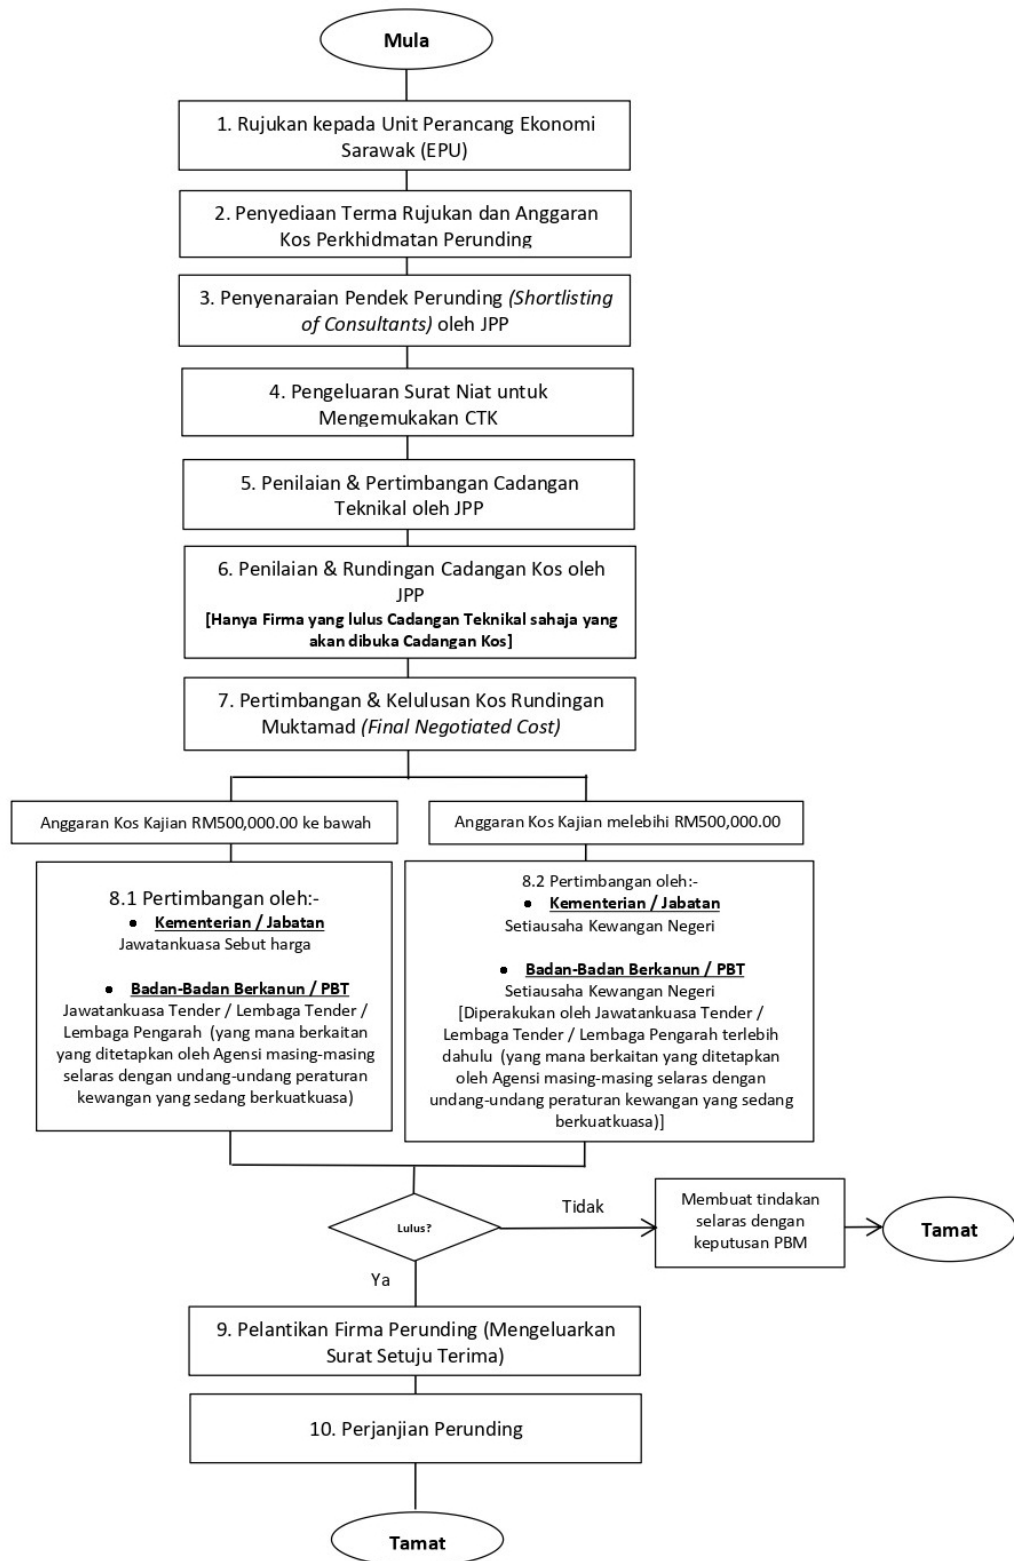 Mula
1. Rujukan kepada Unit Perancang Ekonomi
Sarawak (EPU)
2. Penyediaan Terma Rujukan dan Anggaran
Kos Perkhidmatan Perunding
3. Penyenaraian Pendek Perunding (Shortlisting
of Consultants) oleh JPP
4. Pengeluaran Surat Niat untuk
Mengemukakan CTK
5. Penilaian & Pertimbangan Cadangan
Teknikal oleh JPP
6. Penilaian & Rundingan Cadangan Kos oleh
JPP
[Hanya Firma yang lulus Cadangan Teknikal sahaja yang
akan dibuka Cadangan Kos]
7. Pertimbangan & Kelulusan Kos Rundingan
Muktamad (Final Negotiated Cost)
Anggaran Kos Kajian RM500,000.00 ke bawah
8.1 Pertimbangan oleh:-
• Kementerian / Jabatan
Jawatankuasa Sebut harga
• Badan-Badan Berkanun / PBT
Jawatankuasa Tender / Lembaga Tender /
Lembaga Pengarah (yang mana berkaitan
yang ditetapkan oleh Agensi masing-masing
selaras dengan undang-undang peraturan
kewangan yang sedang berkuatkuasa)
Anggaran Kos Kajian melebihi RM500,000.00
8.2 Pertimbangan oleh:-
• Kementerian / Jabatan
Setiausaha Kewangan Negeri
• Badan-Badan Berkanun / PBT
Setiausaha Kewangan Negeri
[Diperakukan oleh Jawatankuasa Tender /
Lembaga Tender / Lembaga Pengarah terlebih
dahulu (yang mana berkaitan yang ditetapkan
oleh Agensi masing-masing selaras dengan
undang-undang peraturan kewangan yang sedang
berkuatkuasa)]
Lulus?
Tidak
Membuat tindakan
selaras dengan
keputusan PBM
Tamat
Ya
9. Pelantikan Firma Perunding (Mengeluarkan
Surat Setuju Terima)
10. Perjanjian Perunding
Tamat